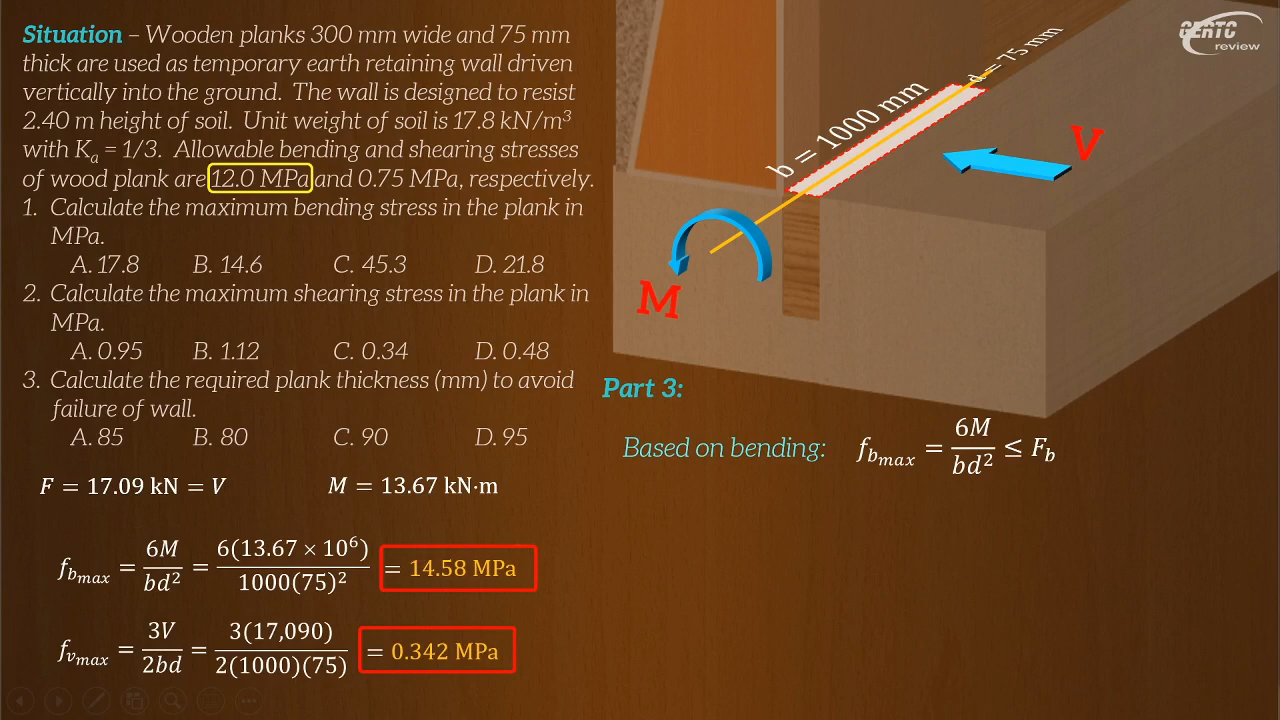 Situation – Wooden planks 300 mm wide and 75 mm
thick are used as temporary earth retaining wall driven
vertically into the ground. The wall is designed to resist
2.40 m height of soil. Unit weight of soil is 17.8 kN/m³
with Kₐ = 1/3. Allowable bending and shearing stresses
of wood plank are 12.0 MPa and 0.75 MPa, respectively.
1. Calculate the maximum bending stress in the plank in
MPa.
A. 17.8 B. 14.6 C. 45.3 D. 21.8
2. Calculate the maximum shearing stress in the plank in
MPa.
A. 0.95 B. 1.12 C. 0.34 D. 0.48
3. Calculate the required plank thickness (mm) to avoid
failure of wall.
A. 85 B. 80 C. 90 D. 95
F = 17.09 kN = V M = 13.67 kN·m
f_bmax = 6M/bd² = 6(13.67 × 10⁶)/1000(75)² = 14.58 MPa
f_vmax = 3V/2bd = 3(17,090)/2(1000)(75) = 0.342 MPa
GERTC
review
d = 75 mm
b = 1000 mm
V
M
Part 3:
Based on bending: f_bmax = 6M/bd² ≤ F_b